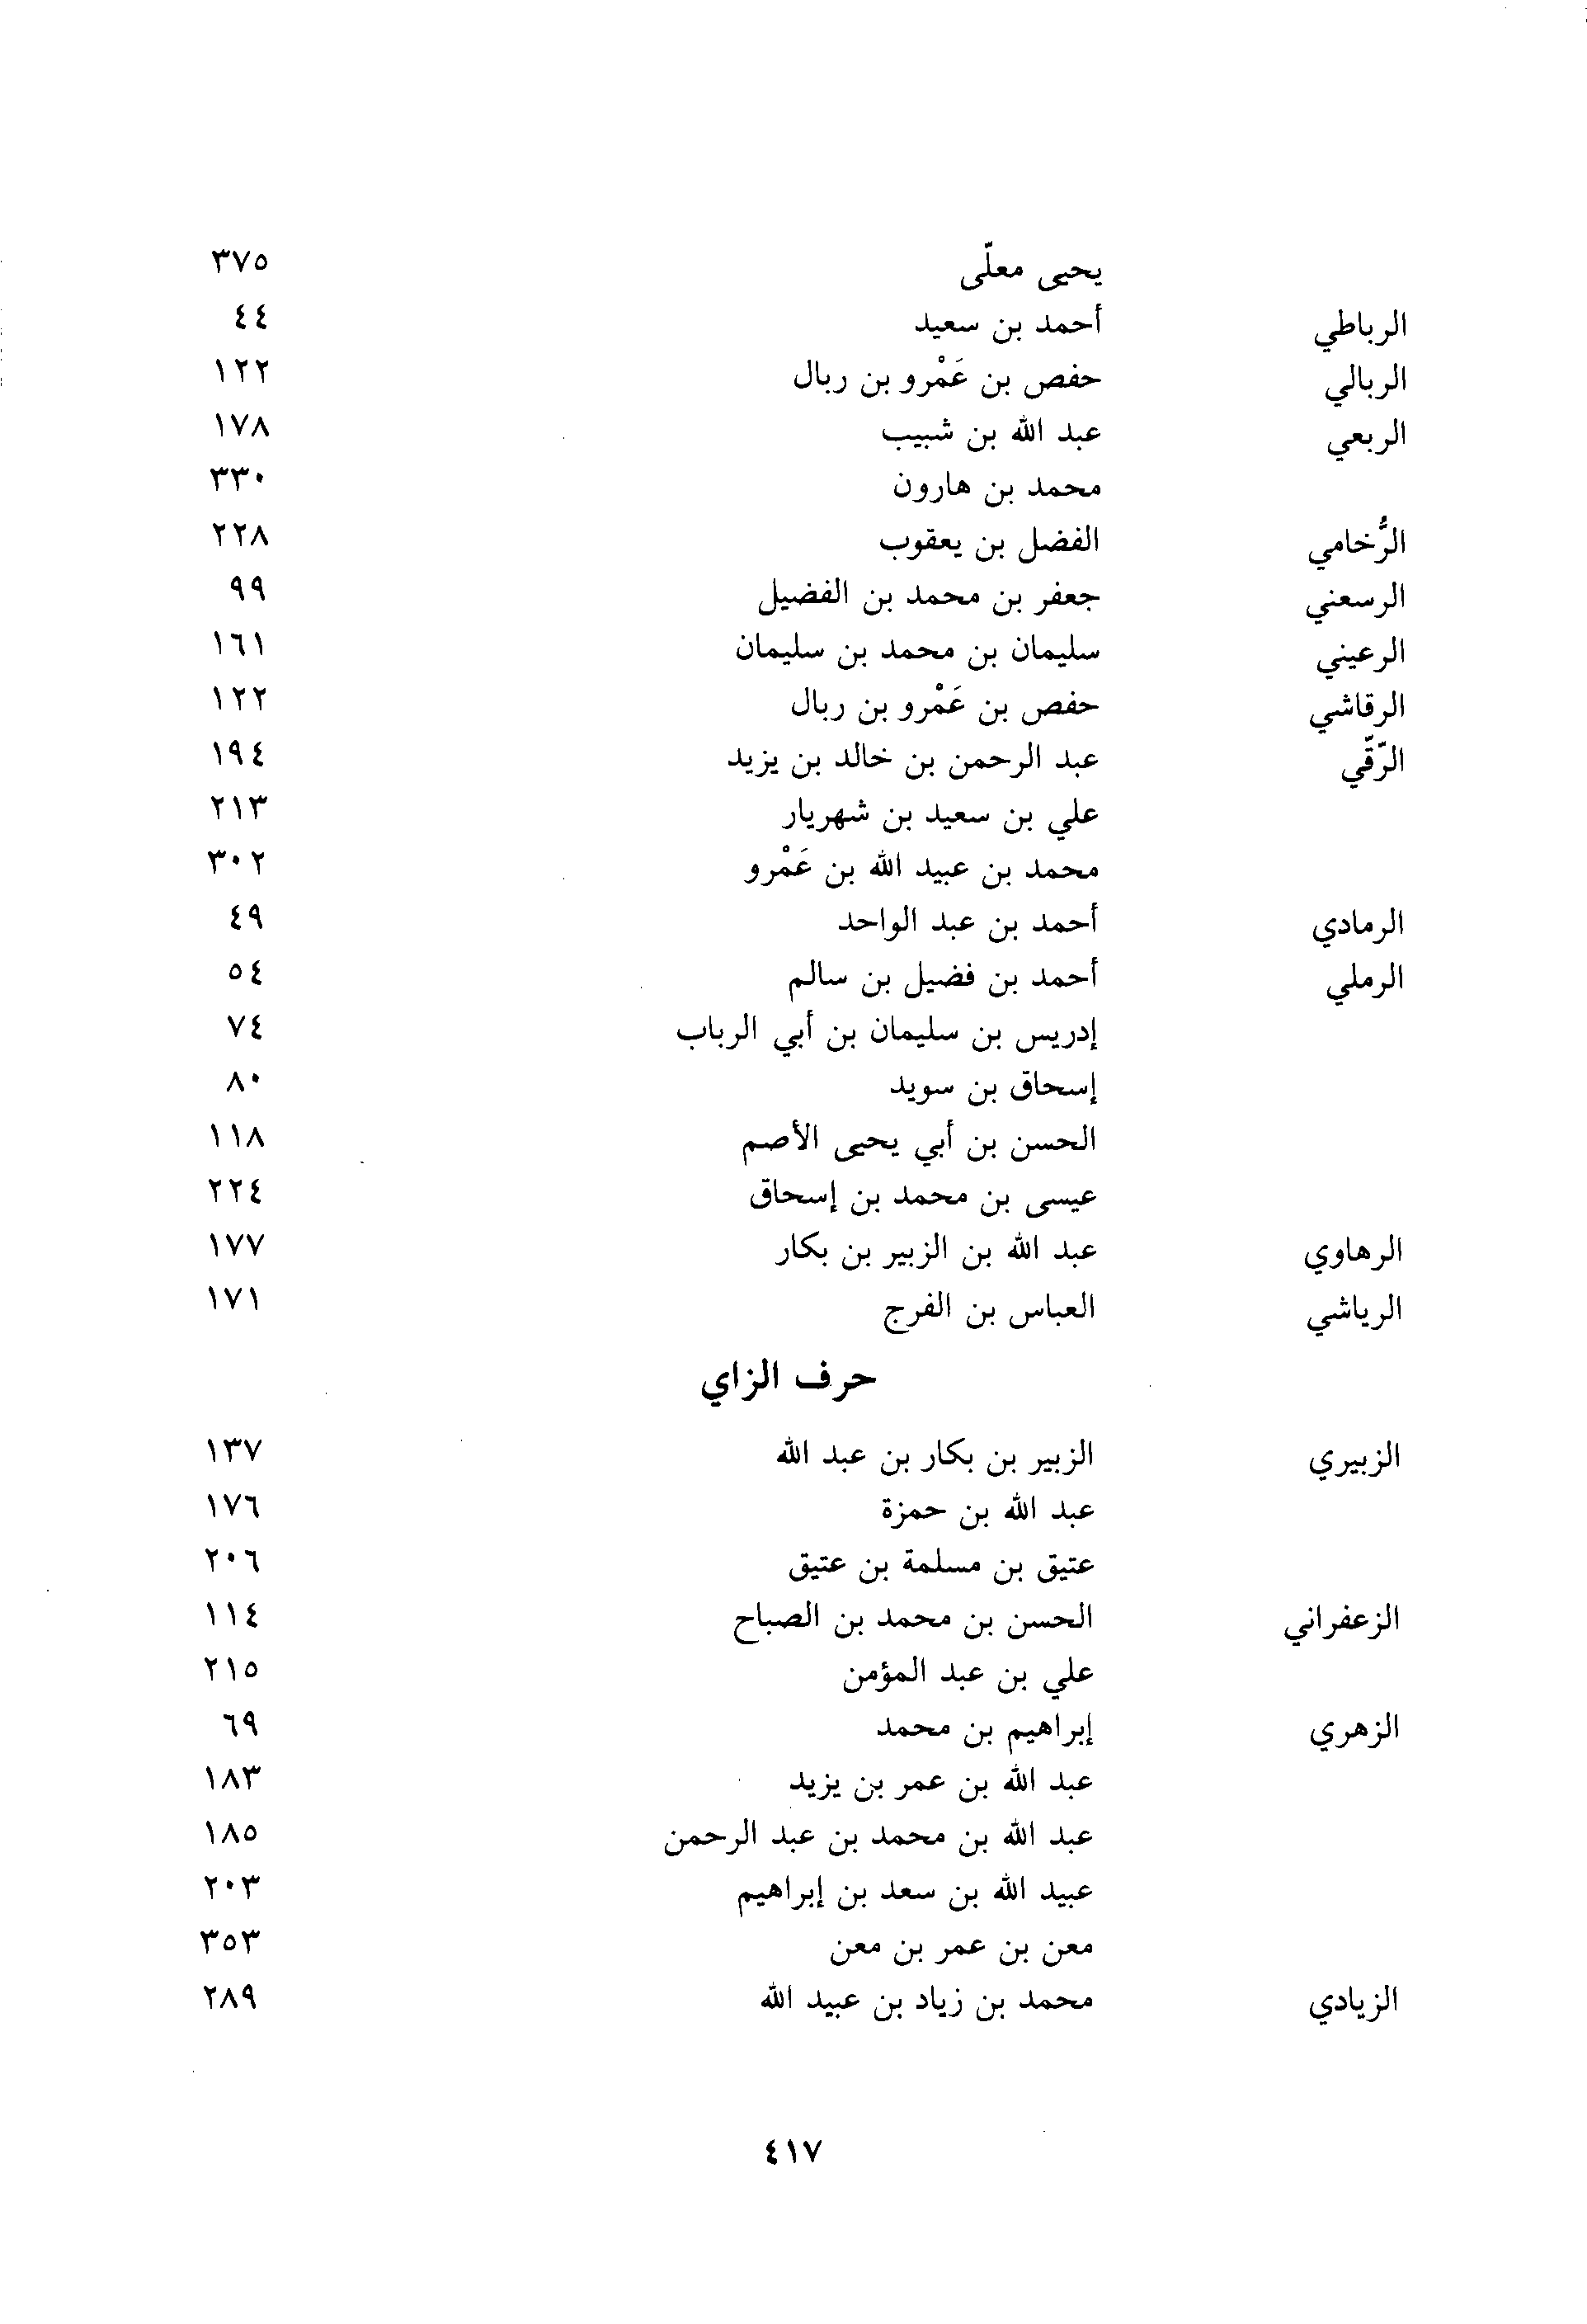 يحيى معلّى ٣٧٥
الرباطي أحمد بن سعيد ٤٤
الربالي حفص بن عَمْرو بن ربال ١٢٢
الربعي عبد الله بن شبيب ١٧٨
محمد بن هارون ٣٣٠
الرُّخامي الفضل بن يعقوب ٢٢٨
الرسعني جعفر بن محمد بن الفضيل ٩٩
الرعيني سليمان بن محمد بن سليمان ١٦١
الرقاشي حفص بن عَمْرو بن ربال ١٢٢
الرّقّي عبد الرحمن بن خالد بن يزيد ١٩٤
علي بن سعيد بن شهريار ٢١٣
محمد بن عبيد الله بن عَمْرو ٣٠٢
الرمادي أحمد بن عبد الواحد ٤٩
الرملي أحمد بن فضيل بن سالم ٥٤
إدريس بن سليمان بن أبي الرباب ٧٤
إسحاق بن سويد ٨٠
الحسن بن أبي يحيى الأصم ١١٨
عيسى بن محمد بن إسحاق ٢٢٤
الرهاوي عبد الله بن الزبير بن بكار ١٧٧
الرياشي العباس بن الفرج ١٧١
حرف الزاي
الزبيري الزبير بن بكار بن عبد الله ١٣٧
عبد الله بن حمزة ١٧٦
عتيق بن مسلمة بن عتيق ٢٠٦
الزعفراني الحسن بن محمد بن الصباح ١١٤
علي بن عبد المؤمن ٢١٥
الزهري إبراهيم بن محمد ٦٩
عبد الله بن عمر بن يزيد ١٨٣
عبد الله بن محمد بن عبد الرحمن ١٨٥
عبيد الله بن سعد بن إبراهيم ٢٠٣
معن بن عمر بن معن ٣٥٣
الزيادي محمد بن زياد بن عبيد الله ٢٨٩
٤١٧